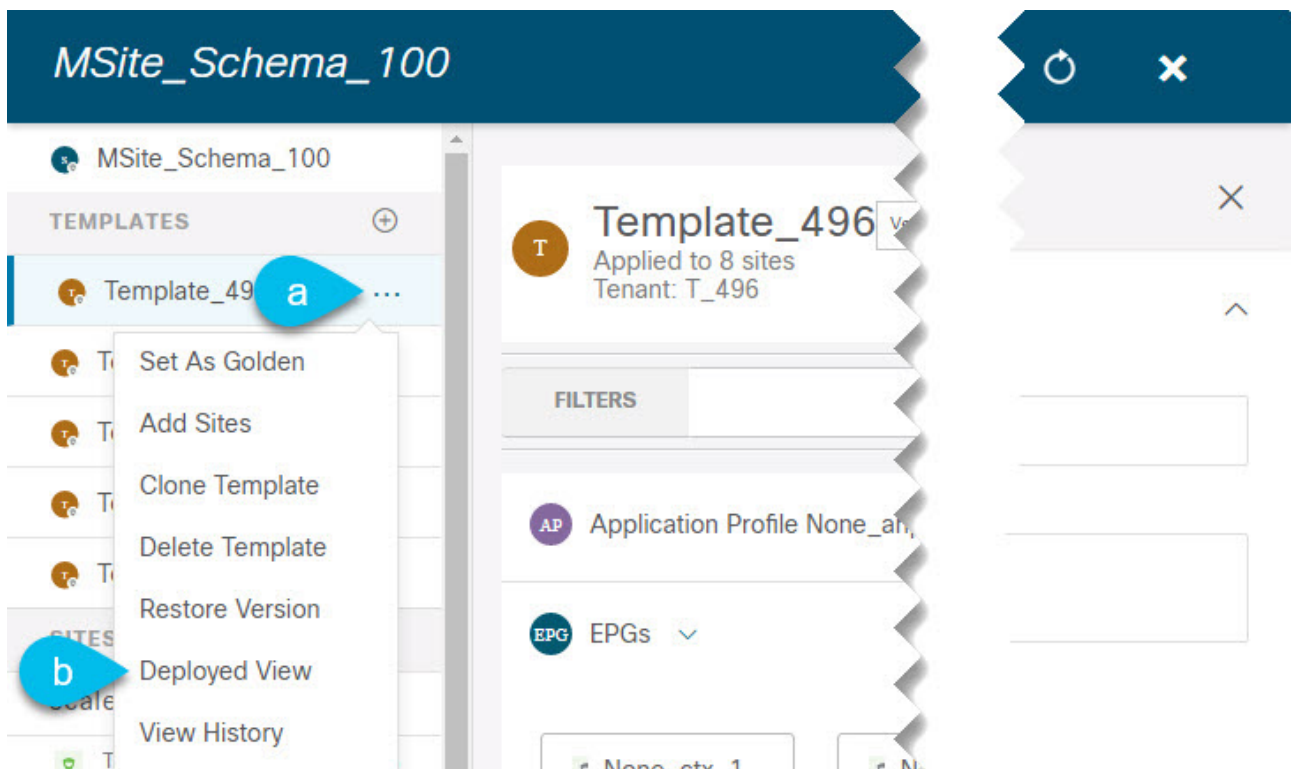 MSite_Schema_100
MSite_Schema_100
TEMPLATES
Template_49
a
...
Set As Golden
Add Sites
Clone Template
Delete Template
Restore Version
b
Deployed View
View History
Template_496
Applied to 8 sites
Tenant: T_496
T
FILTERS
AP
Application Profile
EPG
EPGs
None_ctx_1